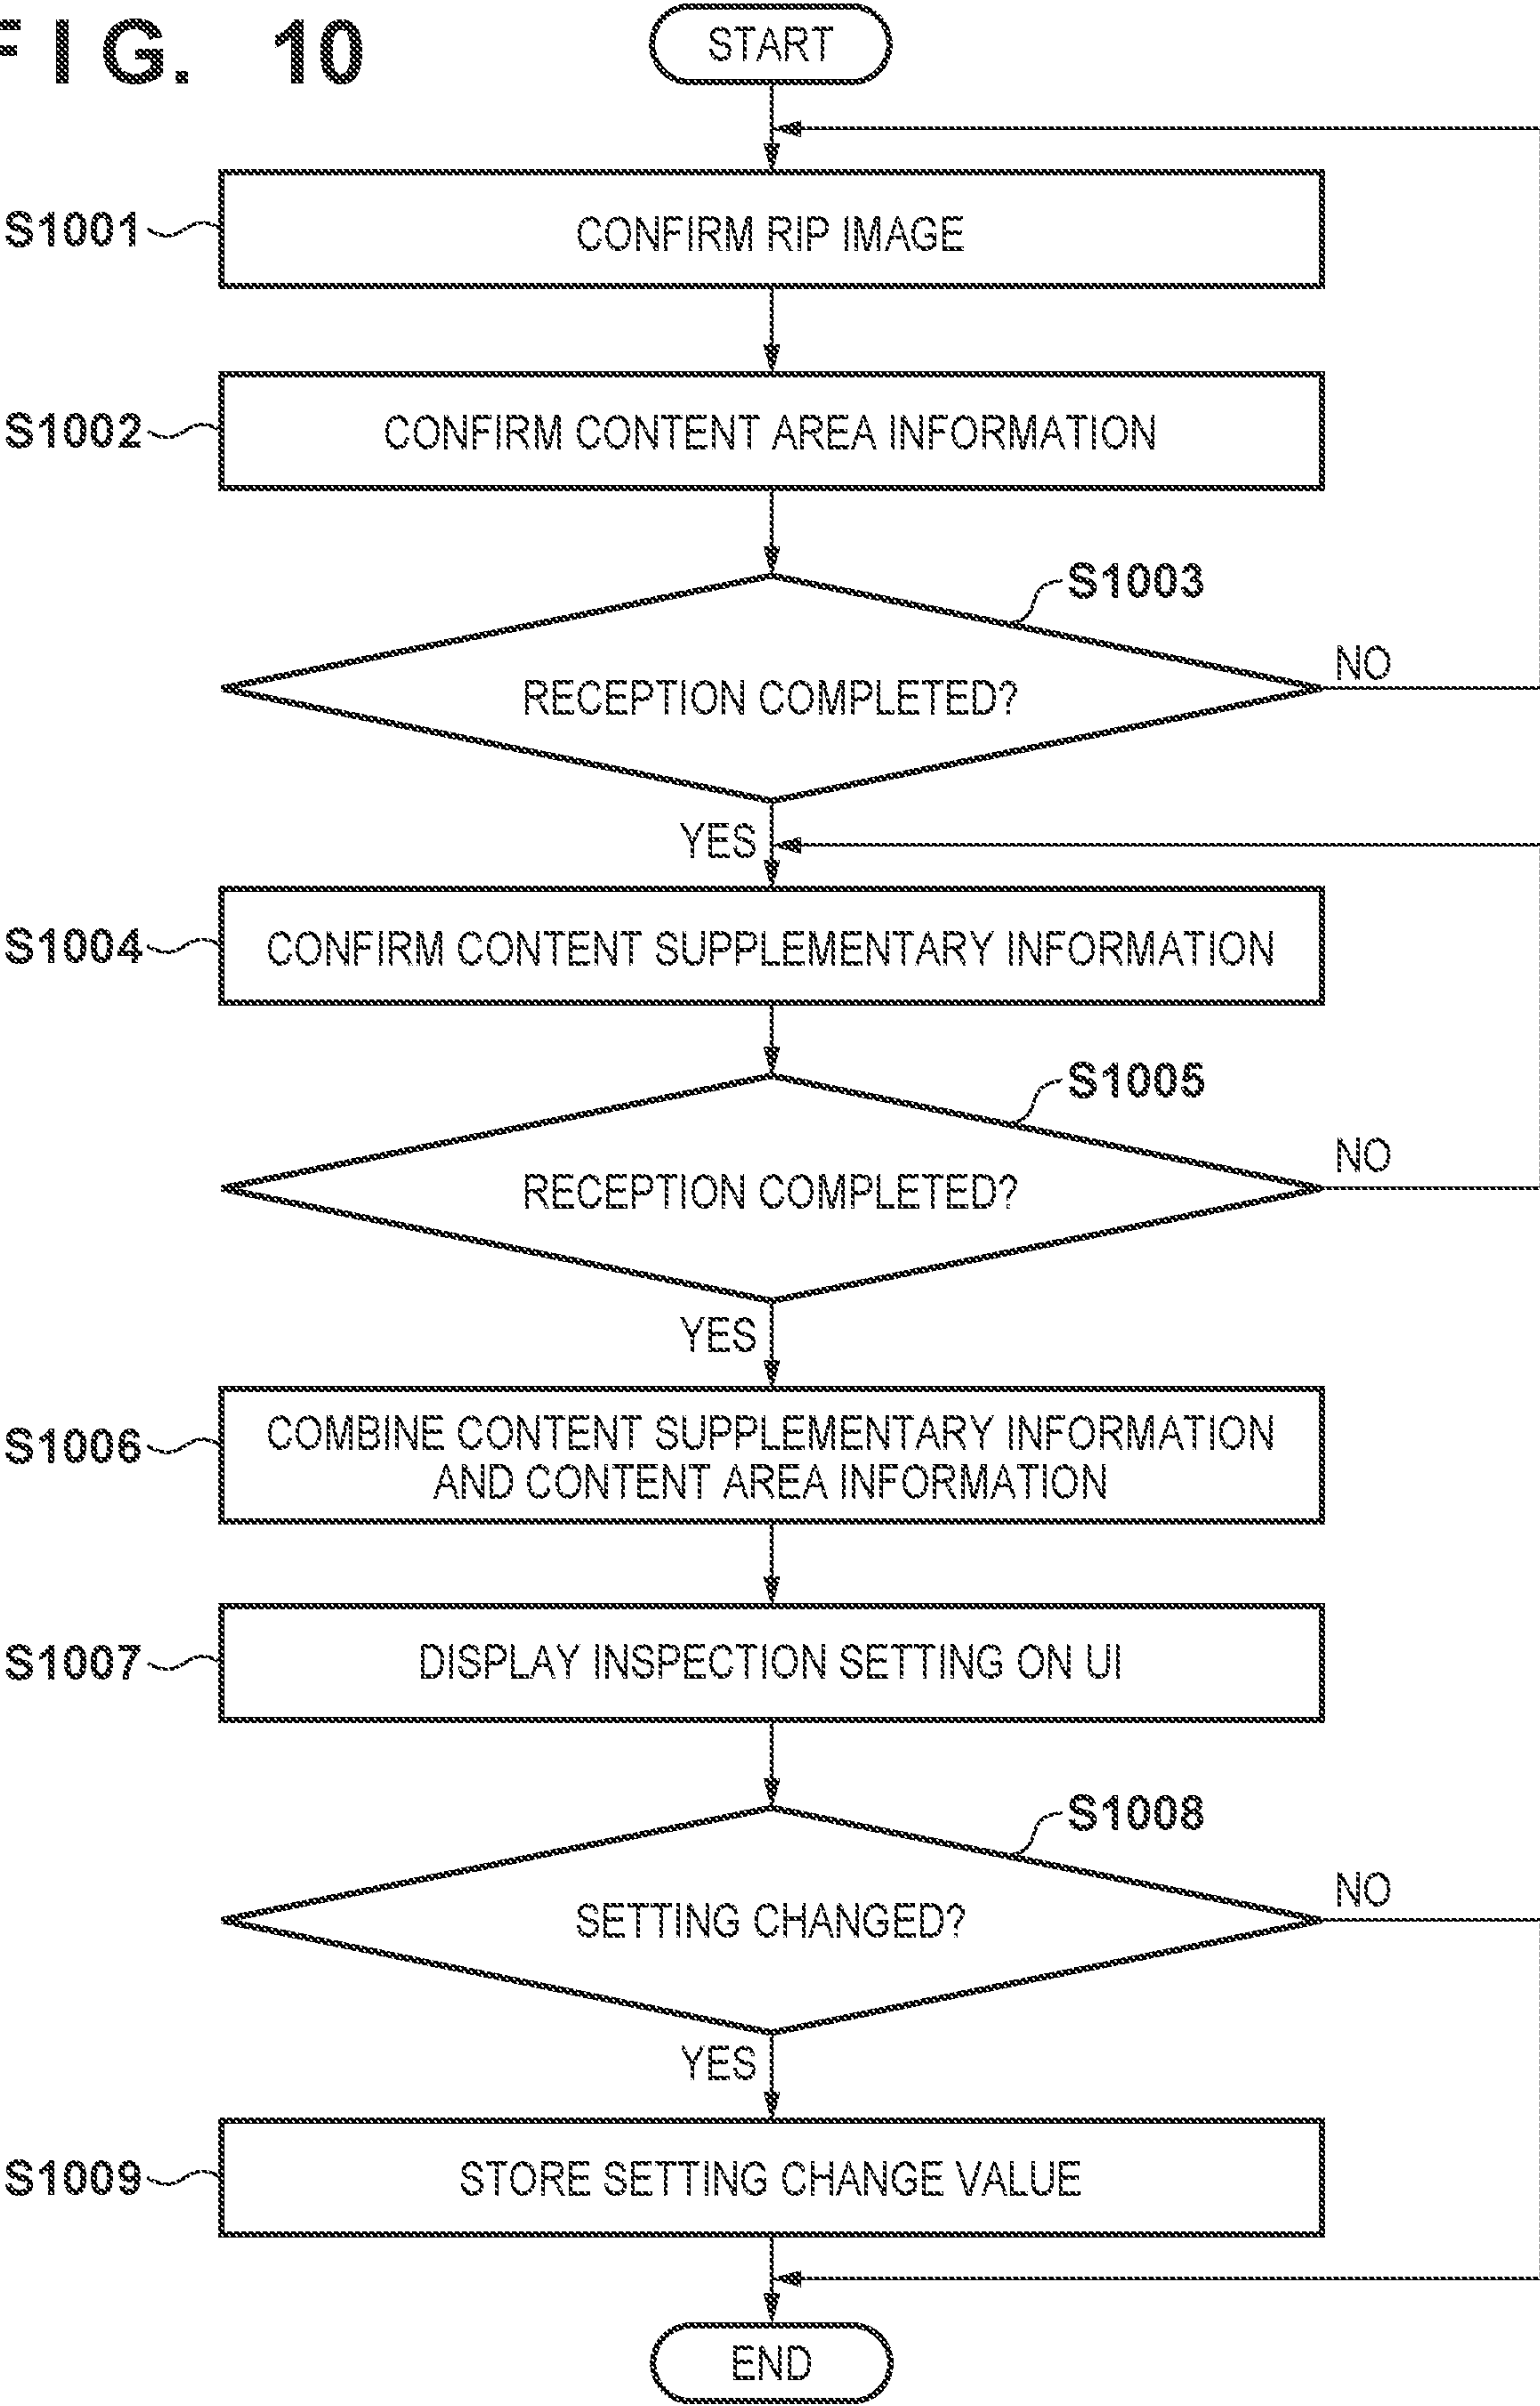 FIG. 10
START
S1001
CONFIRM RIP IMAGE
S1002
CONFIRM CONTENT AREA INFORMATION
S1003
RECEPTION COMPLETED?
NO
YES
S1004
CONFIRM CONTENT SUPPLEMENTARY INFORMATION
S1005
RECEPTION COMPLETED?
NO
YES
S1006
COMBINE CONTENT SUPPLEMENTARY INFORMATION
AND CONTENT AREA INFORMATION
S1007
DISPLAY INSPECTION SETTING ON UI
S1008
SETTING CHANGED?
NO
YES
S1009
STORE SETTING CHANGE VALUE
END